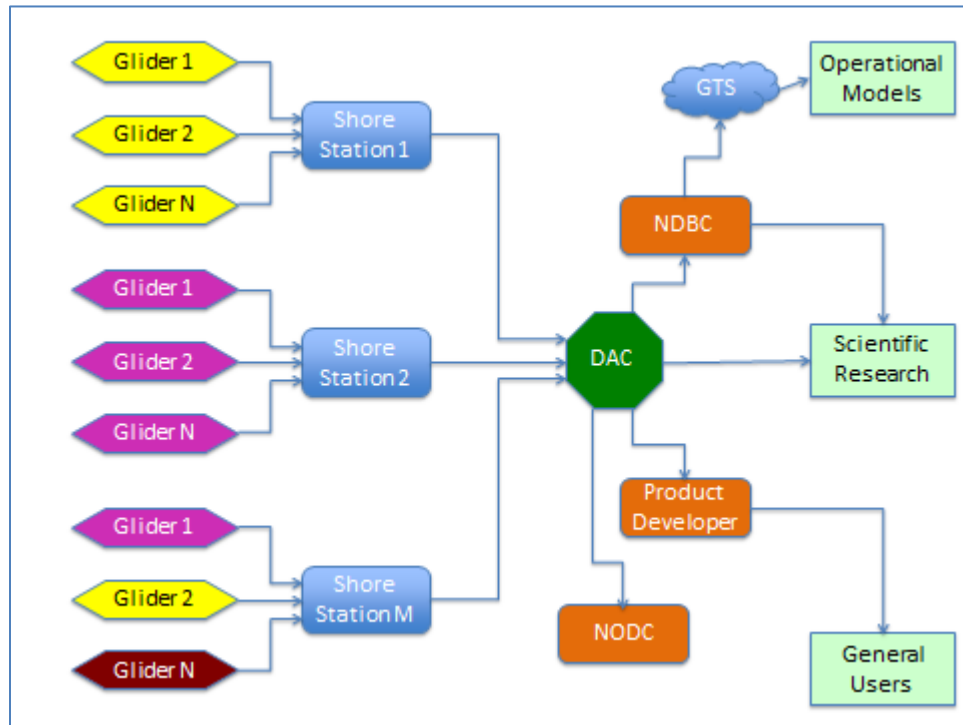 Glider 1
Glider 2
Glider N
Shore
Station 1
Glider 1
Glider 2
Glider N
Shore
Station 2
Glider 1
Glider 2
Glider N
Shore
Station M
DAC
GTS
NDBC
Product
Developer
NODC
Operational
Models
Scientific
Research
General
Users